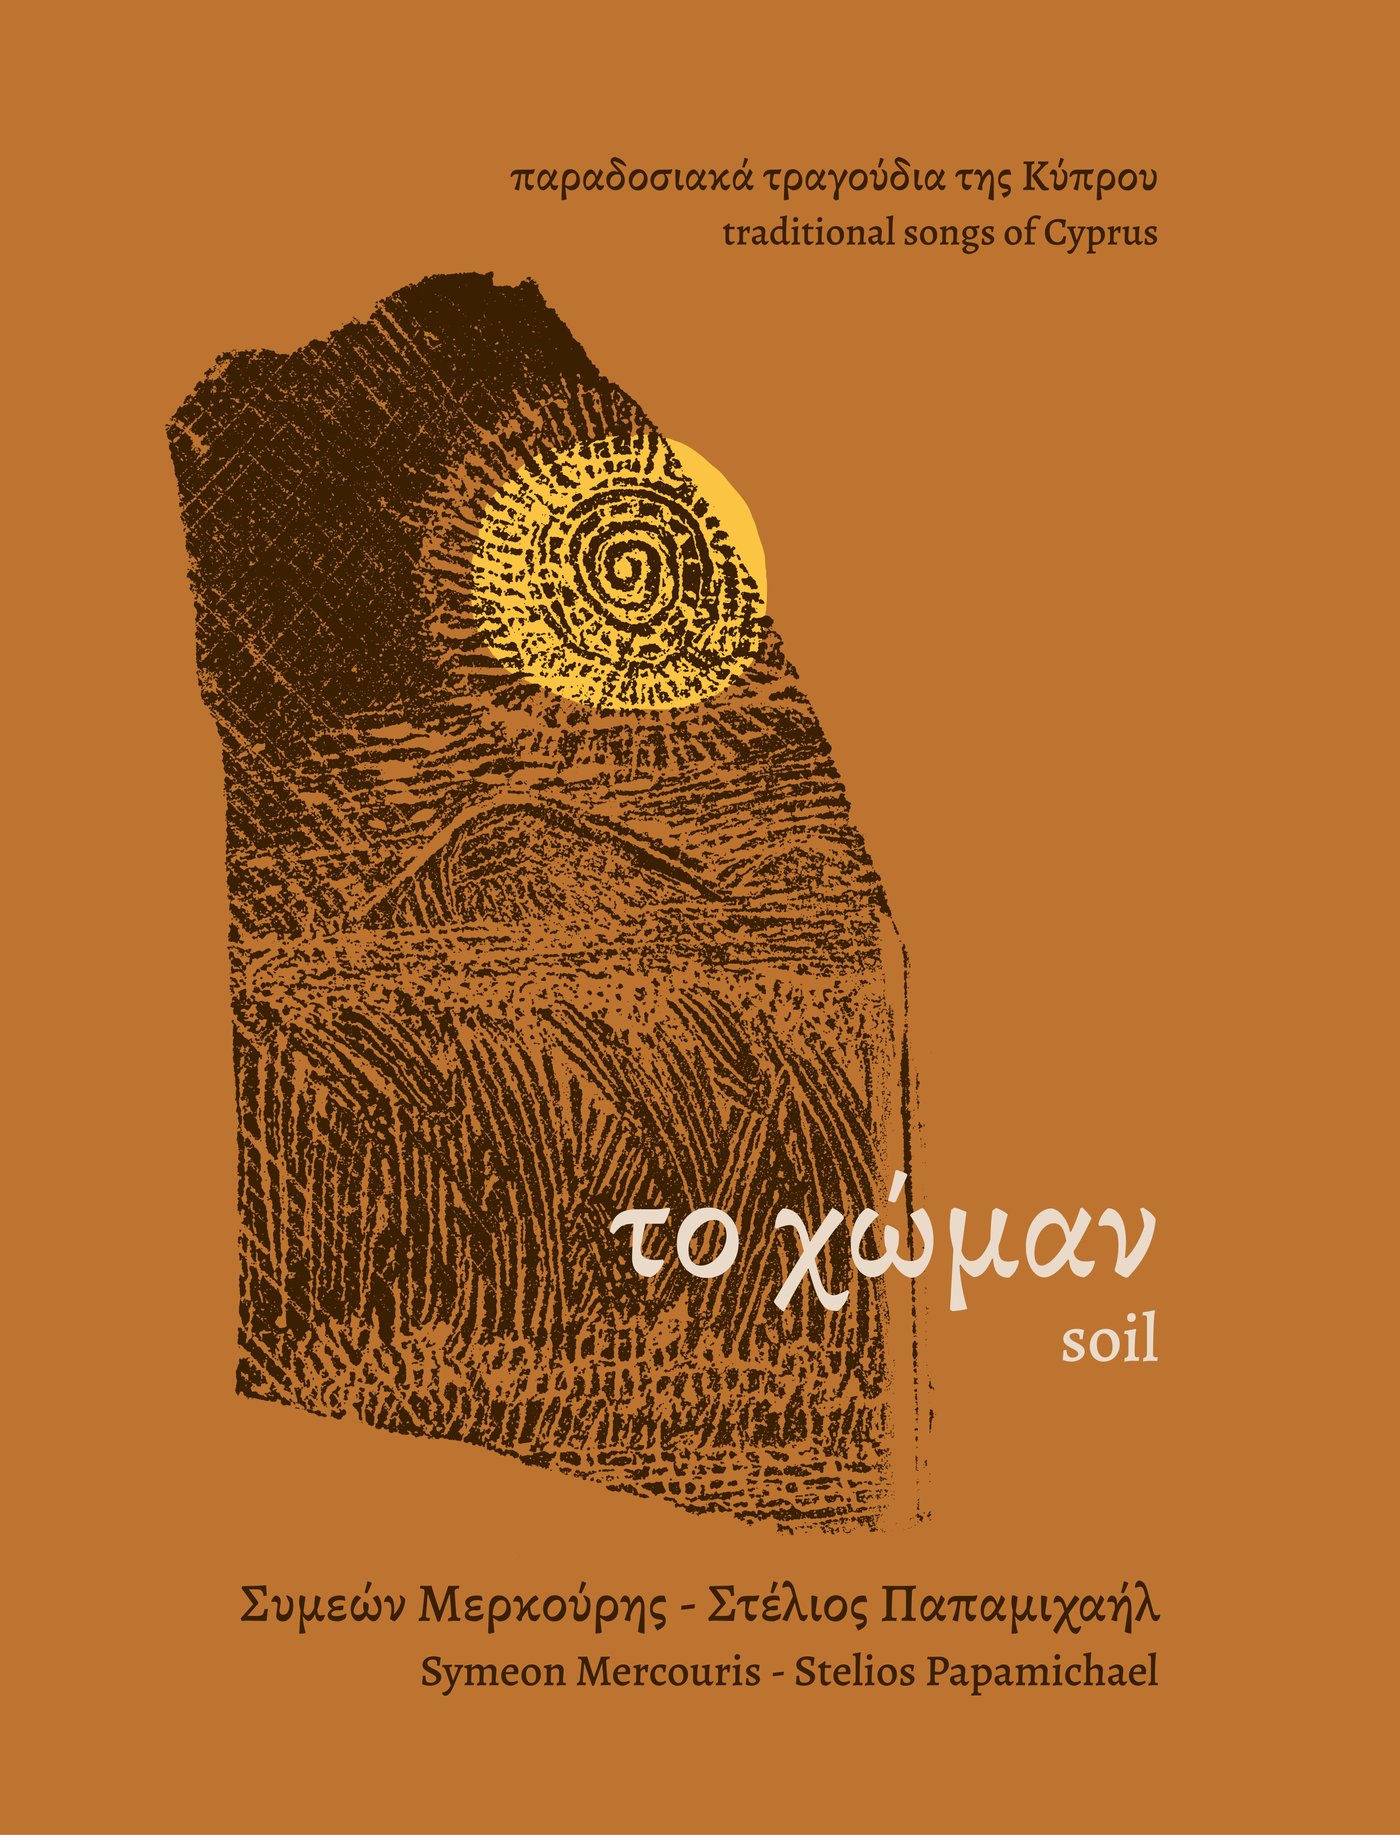 παραδοσιακά τραγούδια της Κύπρου
traditional songs of Cyprus
το χώμαν
soil
Συμεών Μερκούρης - Στέλιος Παπαμιχαήλ
Symeon Mercouris - Stelios Papamichael